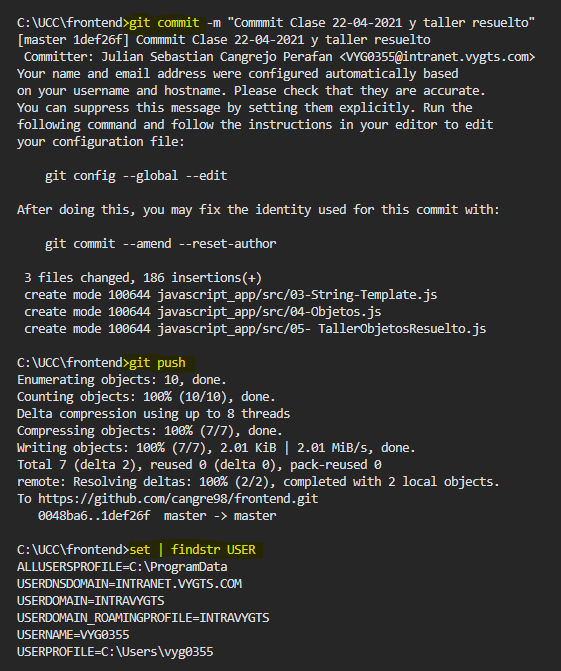 C:\UCC\frontend>git commit -m "Commmit Clase 22-04-2021 y taller resuelto"
[master 1def26f] Commmit Clase 22-04-2021 y taller resuelto
 Committer: Julian Sebastian Cangrejo Perafan <VYG0355@intranet.vygts.com>
Your name and email address were configured automatically based
on your username and hostname. Please check that they are accurate.
You can suppress this message by setting them explicitly. Run the
following command and follow the instructions in your editor to edit
your configuration file:

    git config --global --edit

After doing this, you may fix the identity used for this commit with:

    git commit --amend --reset-author

 3 files changed, 186 insertions(+)
 create mode 100644 javascript_app/src/03-String-Template.js
 create mode 100644 javascript_app/src/04-Objetos.js
 create mode 100644 javascript_app/src/05- TallerObjetosResuelto.js

C:\UCC\frontend>git push
Enumerating objects: 10, done.
Counting objects: 100% (10/10), done.
Delta compression using up to 8 threads
Compressing objects: 100% (7/7), done.
Writing objects: 100% (7/7), 2.01 KiB | 2.01 MiB/s, done.
Total 7 (delta 2), reused 0 (delta 0), pack-reused 0
remote: Resolving deltas: 100% (2/2), completed with 2 local objects.
To https://github.com/cangre98/frontend.git
   0048ba6..1def26f  master -> master

C:\UCC\frontend>set | findstr USER
ALLUSERSPROFILE=C:\ProgramData
USERDNSDOMAIN=INTRANET.VYGTS.COM
USERDOMAIN=INTRAVYGTS
USERDOMAIN_ROAMINGPROFILE=INTRAVYGTS
USERNAME=VYG0355
USERPROFILE=C:\Users\vyg0355